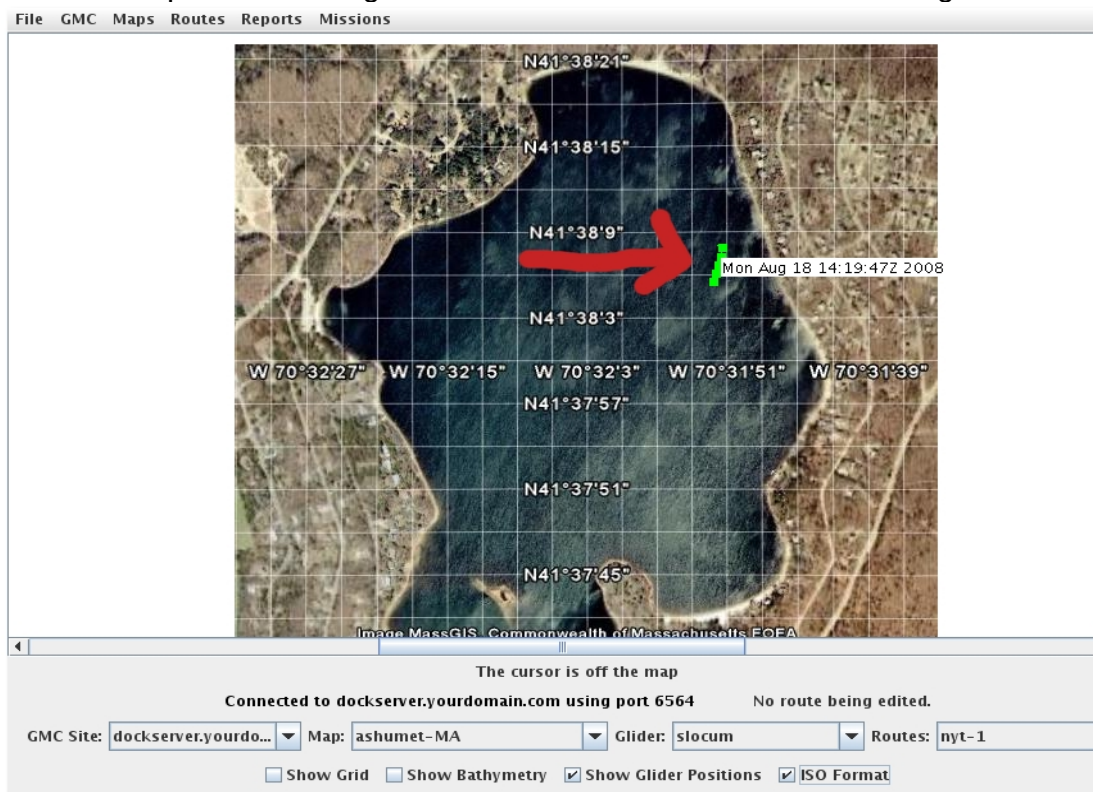 File GMC Maps Routes Reports Missions
N41°38'21"
N41°38'15"
N41°38'9"
Mon Aug 18 14:19:47Z 2008
N41°38'3"
W 70°32'27" W 70°32'15" W 70°32'3" W 70°31'51" W 70°31'39"
N41°37'57"
N41°37'51"
N41°37'45"
Image MassGIS, Commonwealth of Massachusetts EOEA
The cursor is off the map
Connected to dockserver.yourdomain.com using port 6564 No route being edited.
GMC Site: dockserver.yourdo... Map: ashumet-MA Glider: slocum Routes: nyt-1
Show Grid Show Bathymetry Show Glider Positions ISO Format